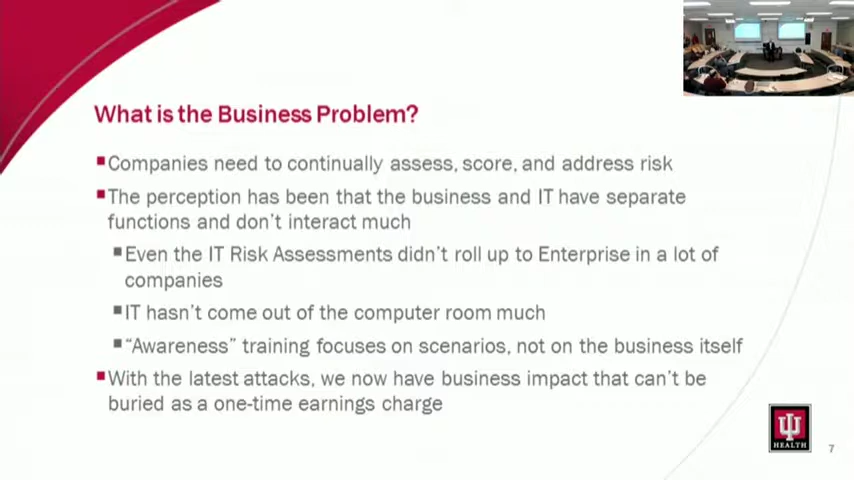 What is the Business Problem?
Companies need to continually assess, score, and address risk
The perception has been that the business and IT have separate
functions and don't interact much
Even the IT Risk Assessments didn't roll up to Enterprise in a lot of
companies
IT hasn't come out of the computer room much
“Awareness” training focuses on scenarios, not on the business itself
With the latest attacks, we now have business impact that can't be
buried as a one-time earnings charge
HEALTH
7